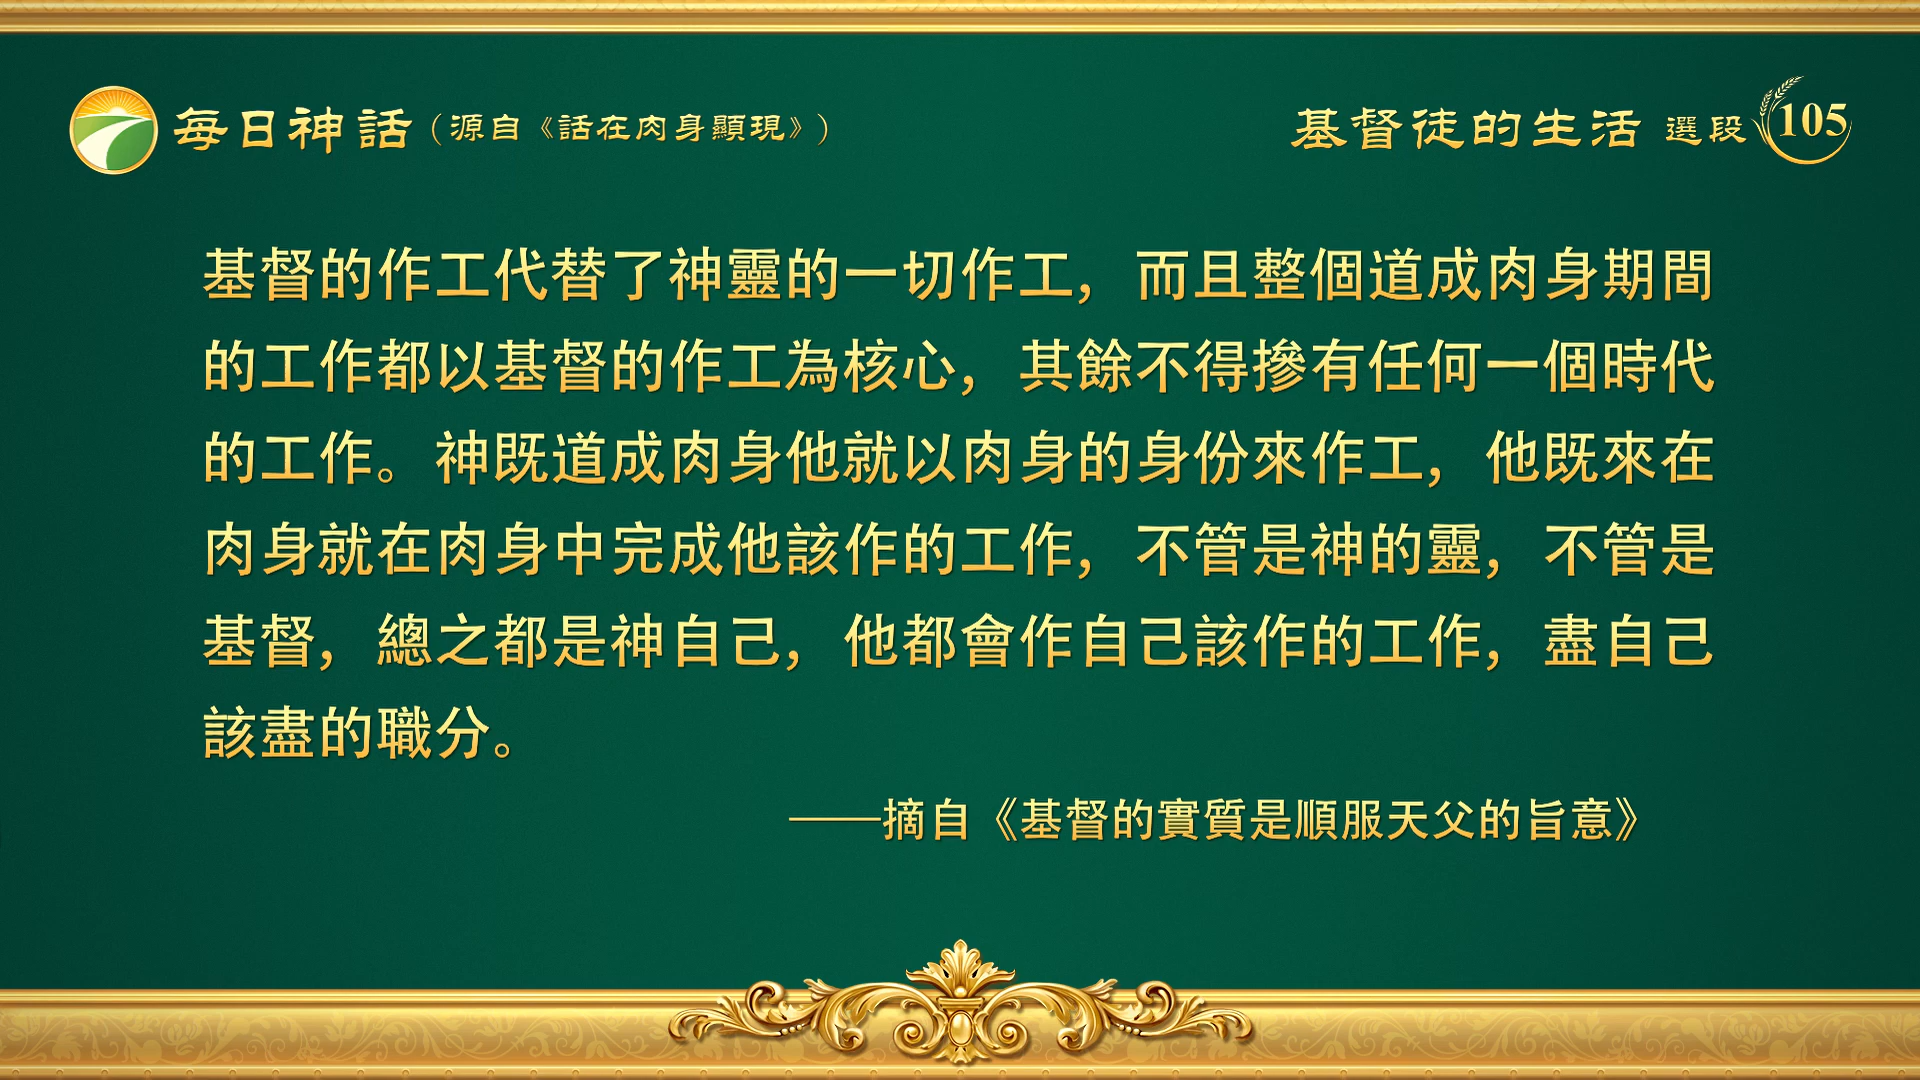 每日神話（源自《話在肉身顯現》）
基督徒的生活 選段 105
基督的作工代替了神靈的一切作工，而且整個道成肉身期間
的工作都以基督的作工為核心，其餘不得摻有任何一個時代
的工作。神既道成肉身他就以肉身的身份來作工，他既來在
肉身就在肉身中完成他該作的工作，不管是神的靈，不管是
基督，總之都是神自己，他都會作自己該作的工作，盡自己
該盡的職分。
——摘自《基督的實質是順服天父的旨意》